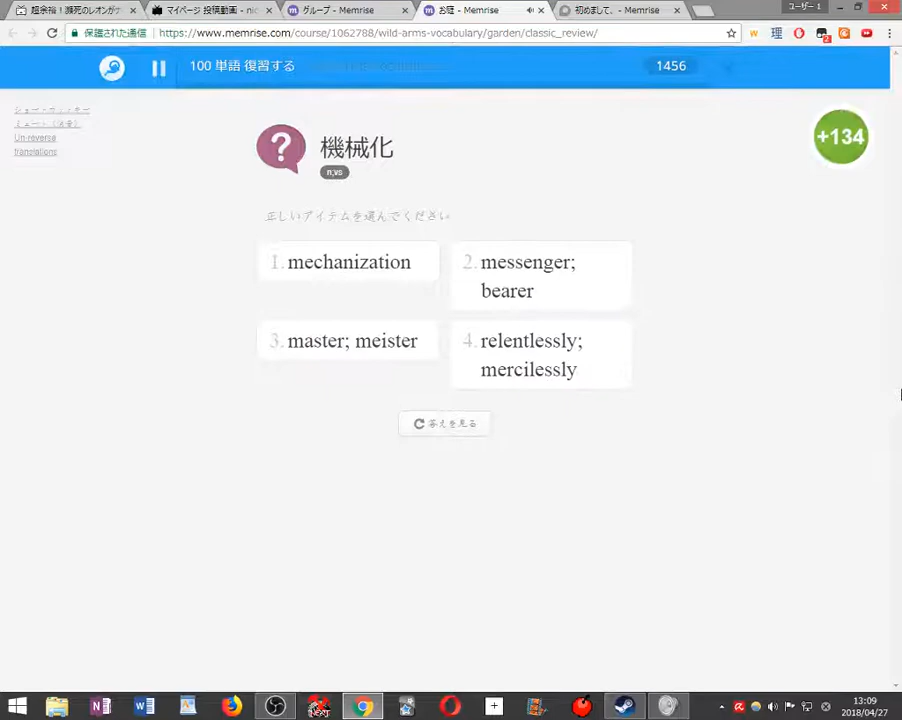 超余裕！瀕死のレオンが
マイページ 投稿動画 - nic
グループ - Memrise
お庭 - Memrise
初めまして、 - Memrise
ユーザー 1
保護された通信
https://www.memrise.com/course/1062788/wild-arms-vocabulary/garden/classic_review/
100 単語 復習する
1456
Un-reverse
translations
+134
機械化
n;vs
正しいアイテムを選んでください
1. mechanization
2. messenger;
bearer
3. master; meister
4. relentlessly;
mercilessly
答えを見る
13:09
2018/04/27